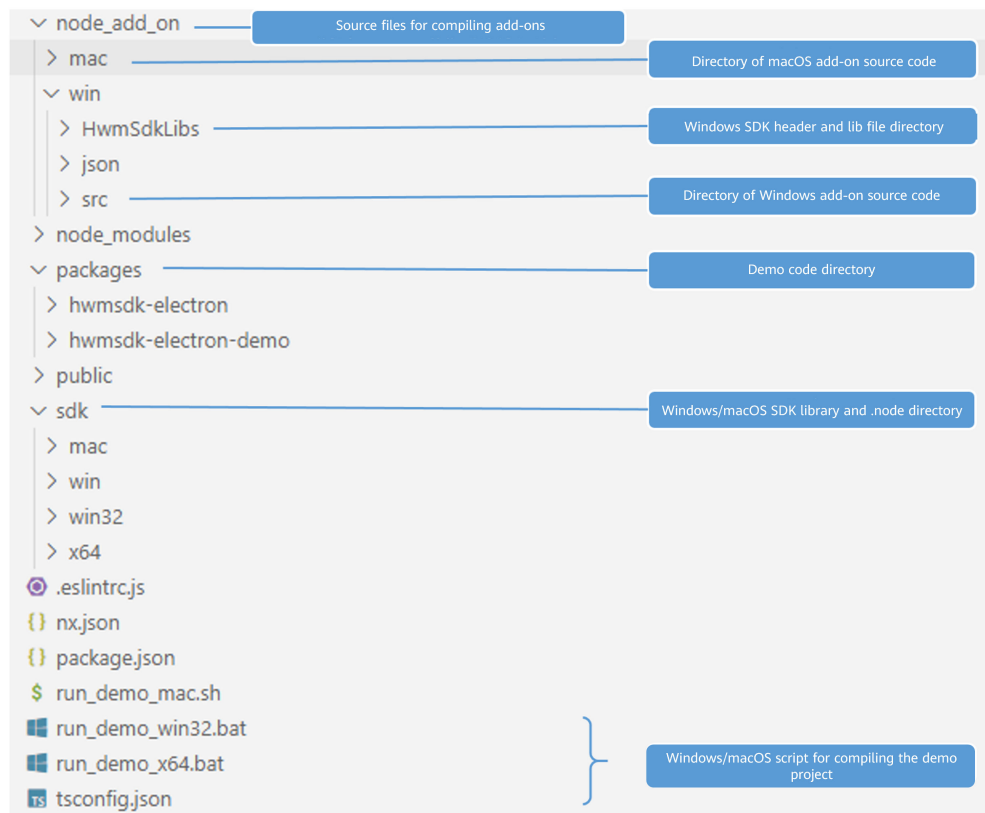 node_add_on
Source files for compiling add-ons
mac
Directory of macOS add-on source code
win
HwmSdkLibs
Windows SDK header and lib file directory
json
src
Directory of Windows add-on source code
node_modules
packages
Demo code directory
hwmsdk-electron
hwmsdk-electron-demo
public
sdk
Windows/macOS SDK library and .node directory
mac
win
win32
x64
.eslintrc.js
{} nx.json
{} package.json
$ run_demo_mac.sh
run_demo_win32.bat
run_demo_x64.bat
Windows/macOS script for compiling the demo
project
TS tsconfig.json